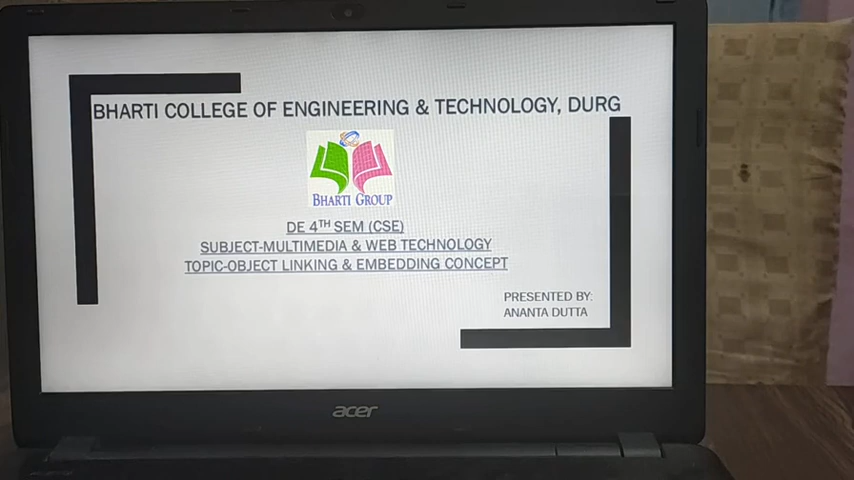 BHARTI COLLEGE OF ENGINEERING & TECHNOLOGY, DURG
BHARTI GROUP
DE 4TH SEM (CSE)
SUBJECT-MULTIMEDIA & WEB TECHNOLOGY
TOPIC-OBJECT LINKING & EMBEDDING CONCEPT
PRESENTED BY:
ANANTA DUTTA
acer